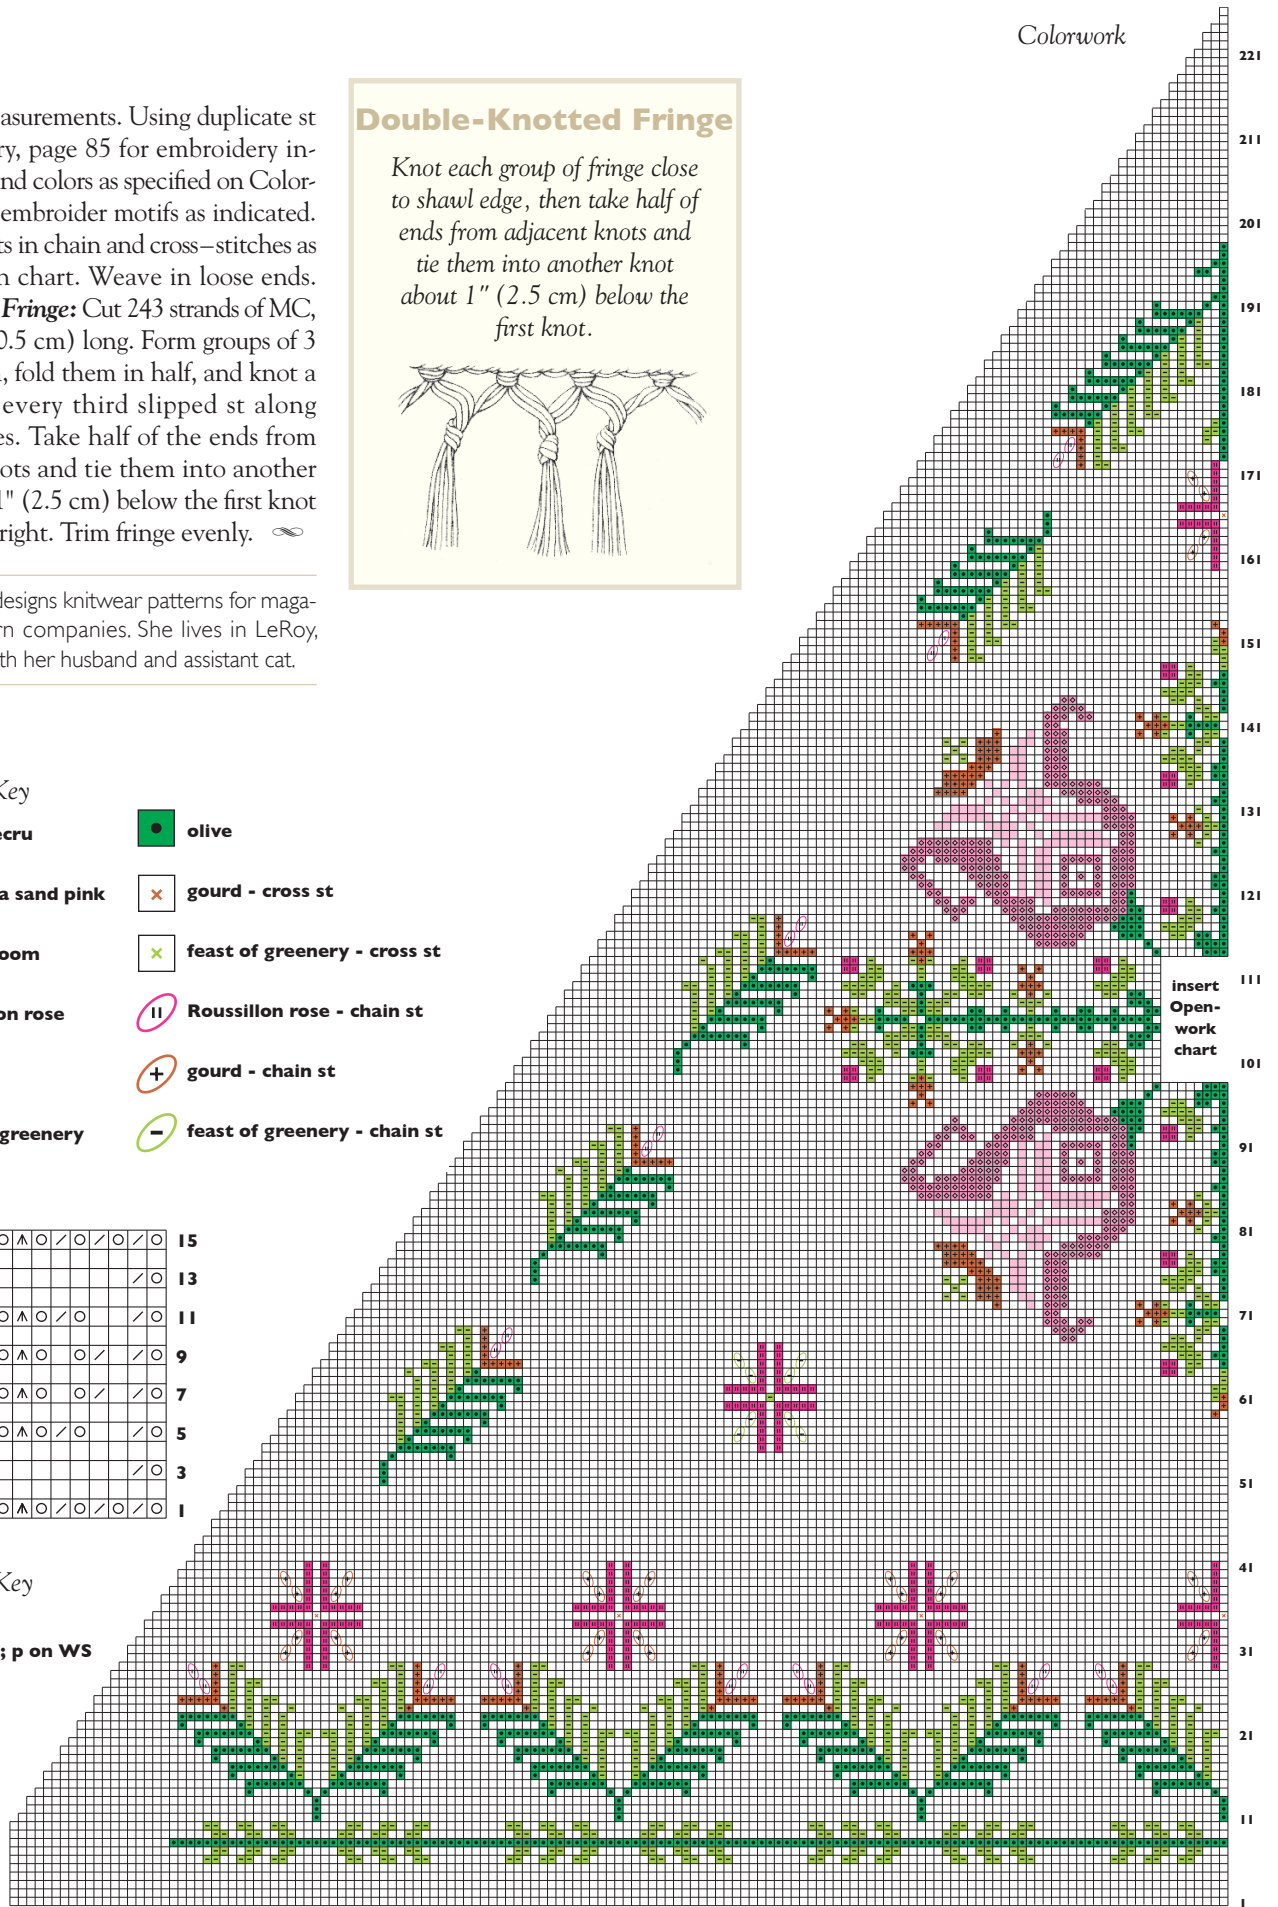 Colorwork
asurements. Using duplicate st
ry, page 85 for embroidery in-
nd colors as specified on Color-
embroider motifs as indicated.
ts in chain and cross–stitches as
n chart. Weave in loose ends.
Fringe: Cut 243 strands of MC,
0.5 cm) long. Form groups of 3
, fold them in half, and knot a
every third slipped st along
es. Take half of the ends from
ots and tie them into another
1" (2.5 cm) below the first knot
right. Trim fringe evenly.
designs knitwear patterns for maga-
rn companies. She lives in LeRoy,
th her husband and assistant cat.
Double-Knotted Fringe
Knot each group of fringe close
to shawl edge, then take half of
ends from adjacent knots and
tie them into another knot
about 1" (2.5 cm) below the
first knot.
Key
ecru
a sand pink
oom
on rose
greenery
olive
gourd - cross st
feast of greenery - cross st
Roussillon rose - chain st
gourd - chain st
feast of greenery - chain st
15
13
11
9
7
5
3
1
Key
; p on WS
221
211
201
191
181
171
161
151
141
131
121
111
insert
Open-
work
chart
101
91
81
71
61
51
41
31
21
11
1